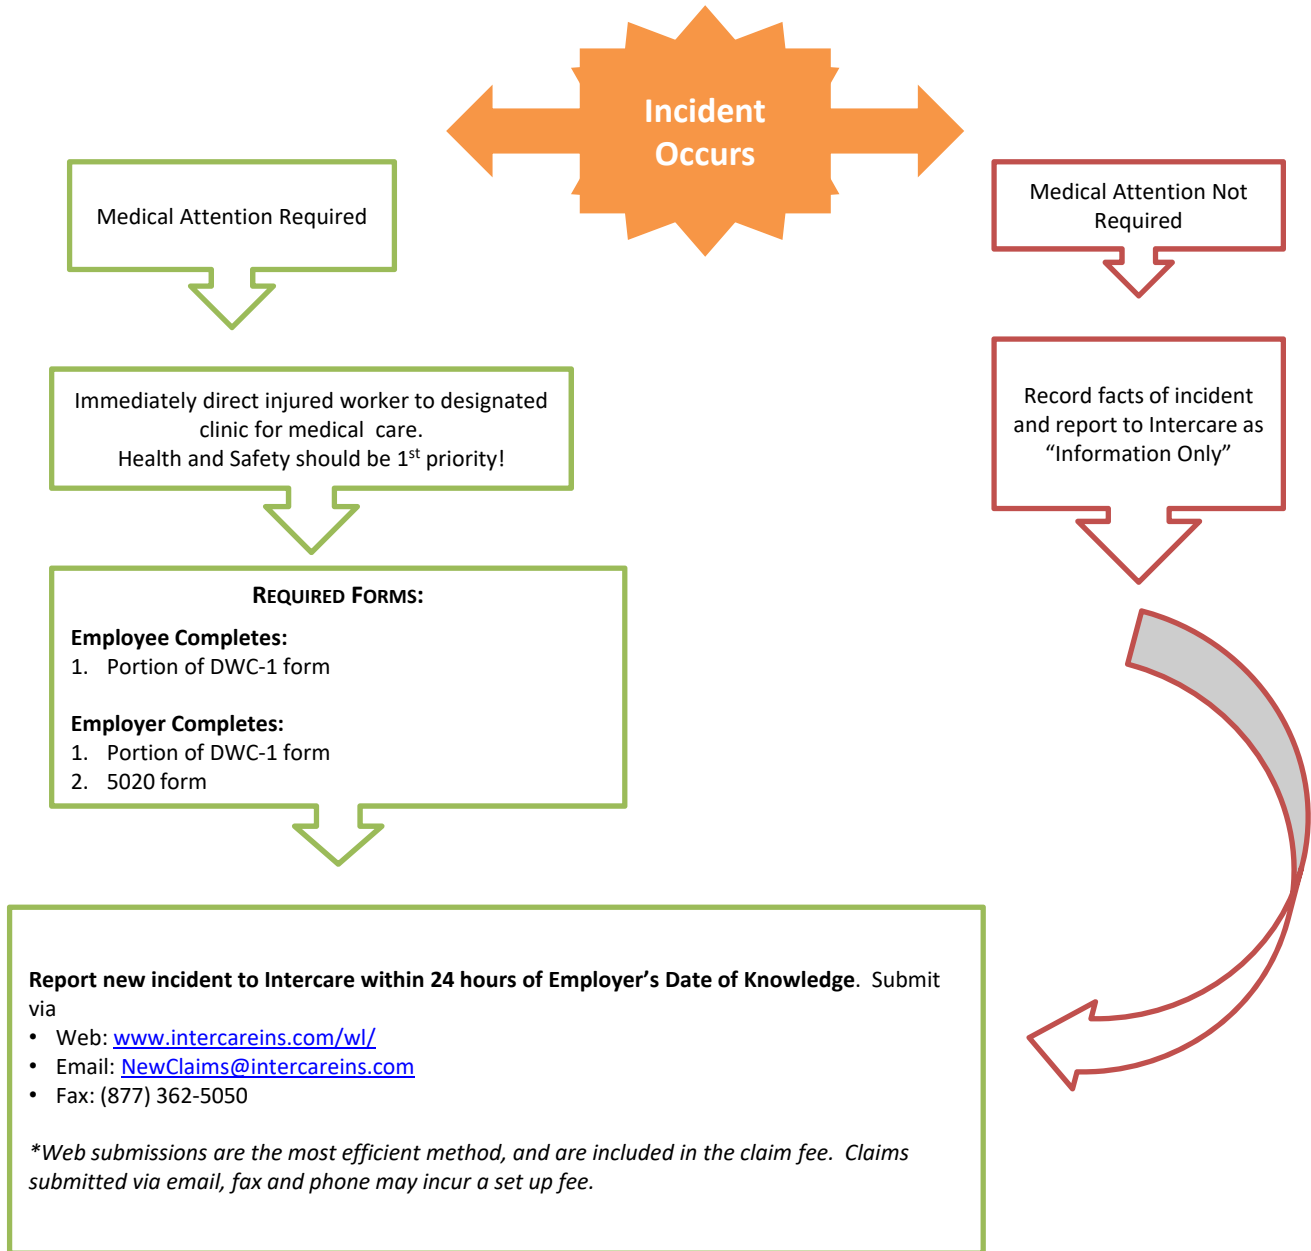 Incident
Occurs
Medical Attention Required
Medical Attention Not
Required
Immediately direct injured worker to designated
clinic for medical care.
Health and Safety should be 1st priority!
Record facts of incident
and report to Intercare as
“Information Only”
REQUIRED FORMS:
Employee Completes:
1. Portion of DWC-1 form
Employer Completes:
1. Portion of DWC-1 form
2. 5020 form
Report new incident to Intercare within 24 hours of Employer’s Date of Knowledge. Submit
via
• Web: www.intercareins.com/wl/
• Email: NewClaims@intercareins.com
• Fax: (877) 362-5050
*Web submissions are the most efficient method, and are included in the claim fee. Claims
submitted via email, fax and phone may incur a set up fee.